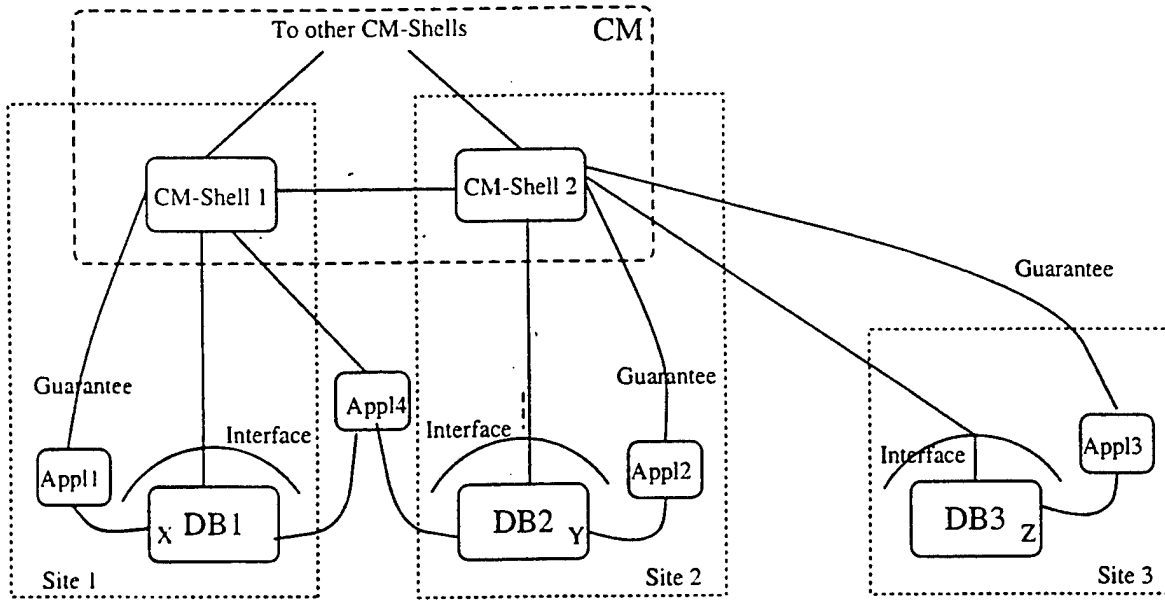 To other CM-Shells
CM
CM-Shell 1
CM-Shell 2
Guarantee
Guarantee
Guarantee
Appl4
Interface
Interface
Interface
Appl1
Appl2
Appl3
X
DB1
DB2
Y
DB3
Z
Site 1
Site 2
Site 3